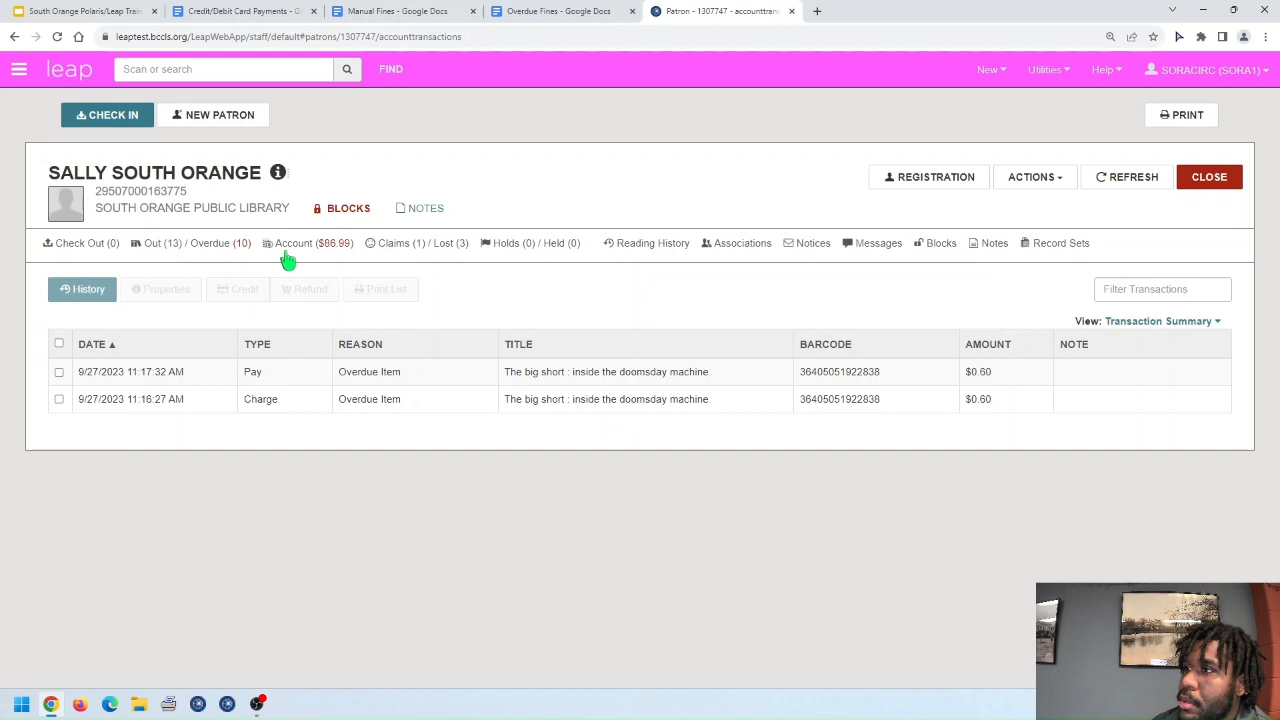 South Orange Polaris/Leap Train
Credit/Debit Card Payments - G
Manual Fines - Google Docs
Overdue Fines - Google Docs
Patron - 1307747 - accounttran
leaptest.bccls.org/LeapWebApp/staff/default#patrons/1307747/accounttransactions
leap
Scan or search
FIND
New
Utilities
Help
SORACIRC (SORA1)
CHECK IN
NEW PATRON
PRINT
SALLY SOUTH ORANGE
29507000163775
SOUTH ORANGE PUBLIC LIBRARY
BLOCKS
NOTES
REGISTRATION
ACTIONS
REFRESH
CLOSE
Check Out (0)
Out (13) / Overdue (10)
Account ($86.99)
Claims (1) / Lost (3)
Holds (0) / Held (0)
Reading History
Associations
Notices
Messages
Blocks
Notes
Record Sets
History
Properties
Credit
Refund
Print List
Filter Transactions
View: Transaction Summary
DATE TYPE REASON TITLE BARCODE AMOUNT NOTE
9/27/2023 11:17:32 AM Pay Overdue Item The big short : inside the doomsday machine 36405051922838 $0.60
9/27/2023 11:16:27 AM Charge Overdue Item The big short : inside the doomsday machine 36405051922838 $0.60